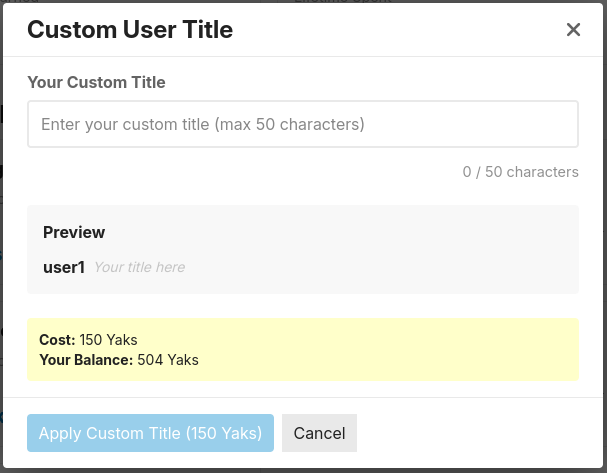 Custom User Title
Your Custom Title
Enter your custom title (max 50 characters)
0 / 50 characters
Preview
user1 Your title here
Cost: 150 Yaks
Your Balance: 504 Yaks
Apply Custom Title (150 Yaks) Cancel